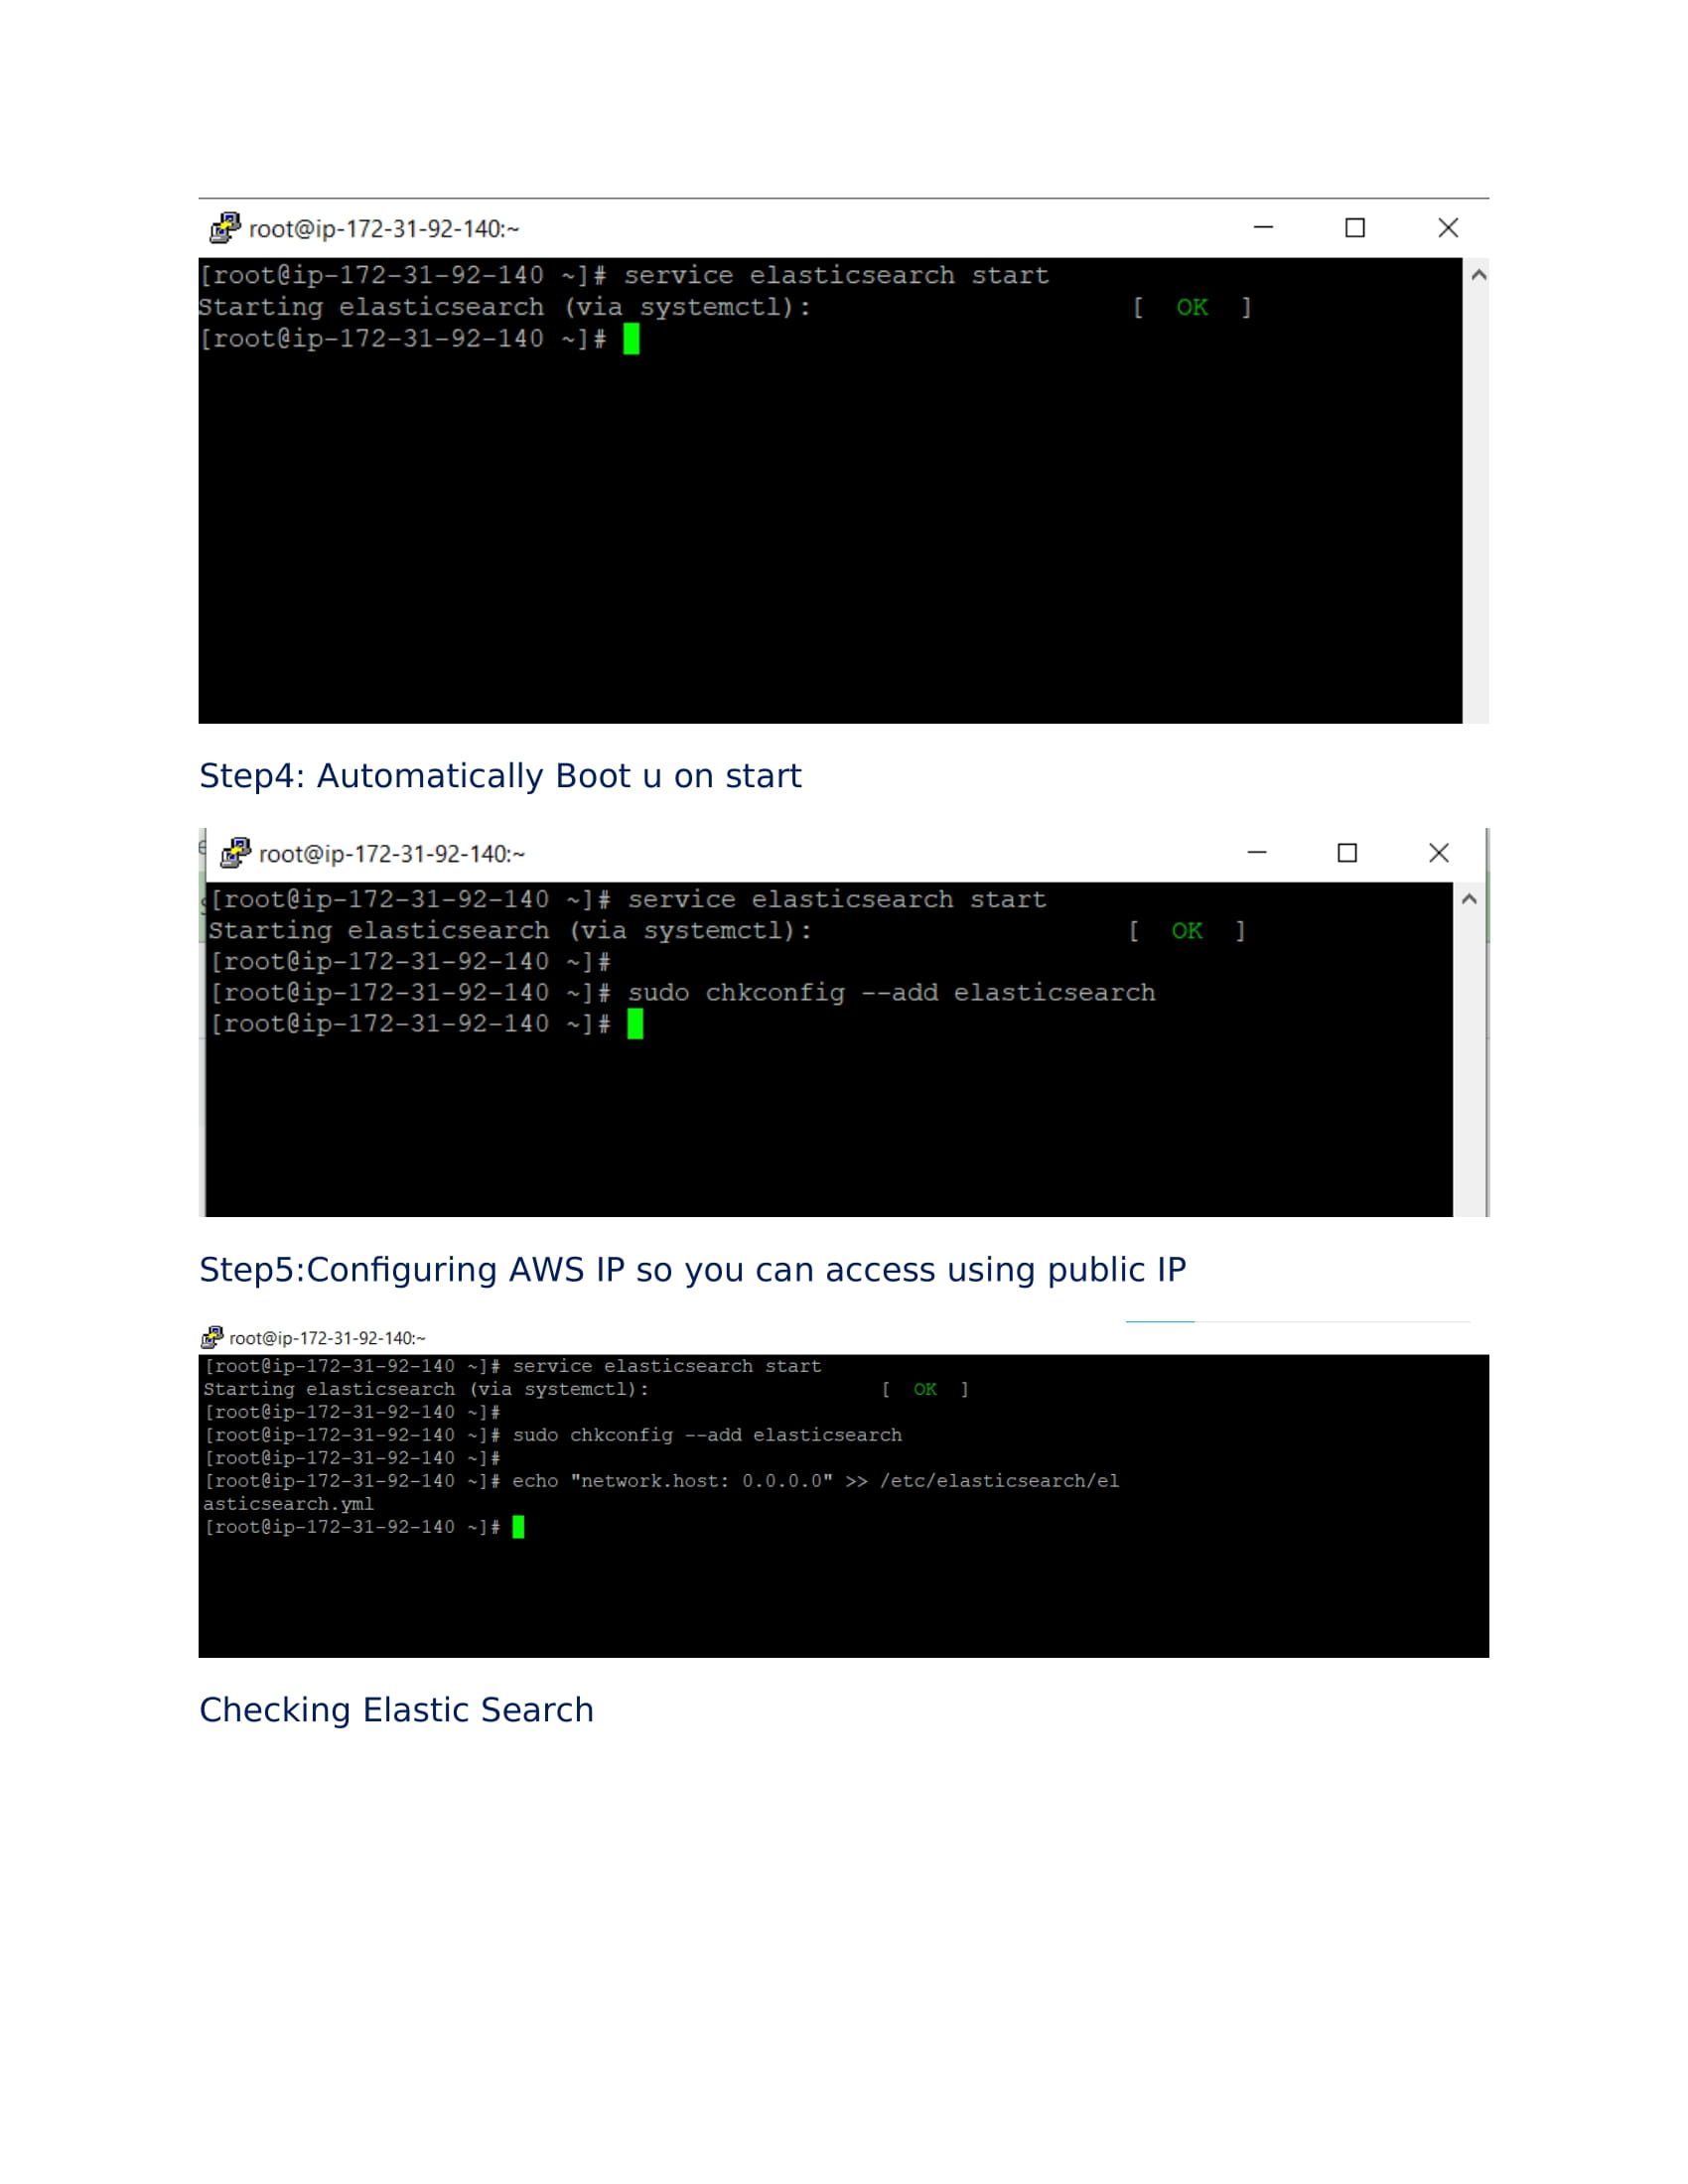 root@ip-172-31-92-140:~
[root@ip-172-31-92-140 ~]# service elasticsearch start
Starting elasticsearch (via systemctl): [ OK ]
[root@ip-172-31-92-140 ~]#
Step4: Automatically Boot u on start
root@ip-172-31-92-140:~
[root@ip-172-31-92-140 ~]# service elasticsearch start
Starting elasticsearch (via systemctl): [ OK ]
[root@ip-172-31-92-140 ~]#
[root@ip-172-31-92-140 ~]# sudo chkconfig --add elasticsearch
[root@ip-172-31-92-140 ~]#
Step5:Configuring AWS IP so you can access using public IP
root@ip-172-31-92-140:~
[root@ip-172-31-92-140 ~]# service elasticsearch start
Starting elasticsearch (via systemctl): [ OK ]
[root@ip-172-31-92-140 ~]#
[root@ip-172-31-92-140 ~]# sudo chkconfig --add elasticsearch
[root@ip-172-31-92-140 ~]#
[root@ip-172-31-92-140 ~]# echo "network.host: 0.0.0.0" >> /etc/elasticsearch/el
asticsearch.yml
[root@ip-172-31-92-140 ~]#
Checking Elastic Search